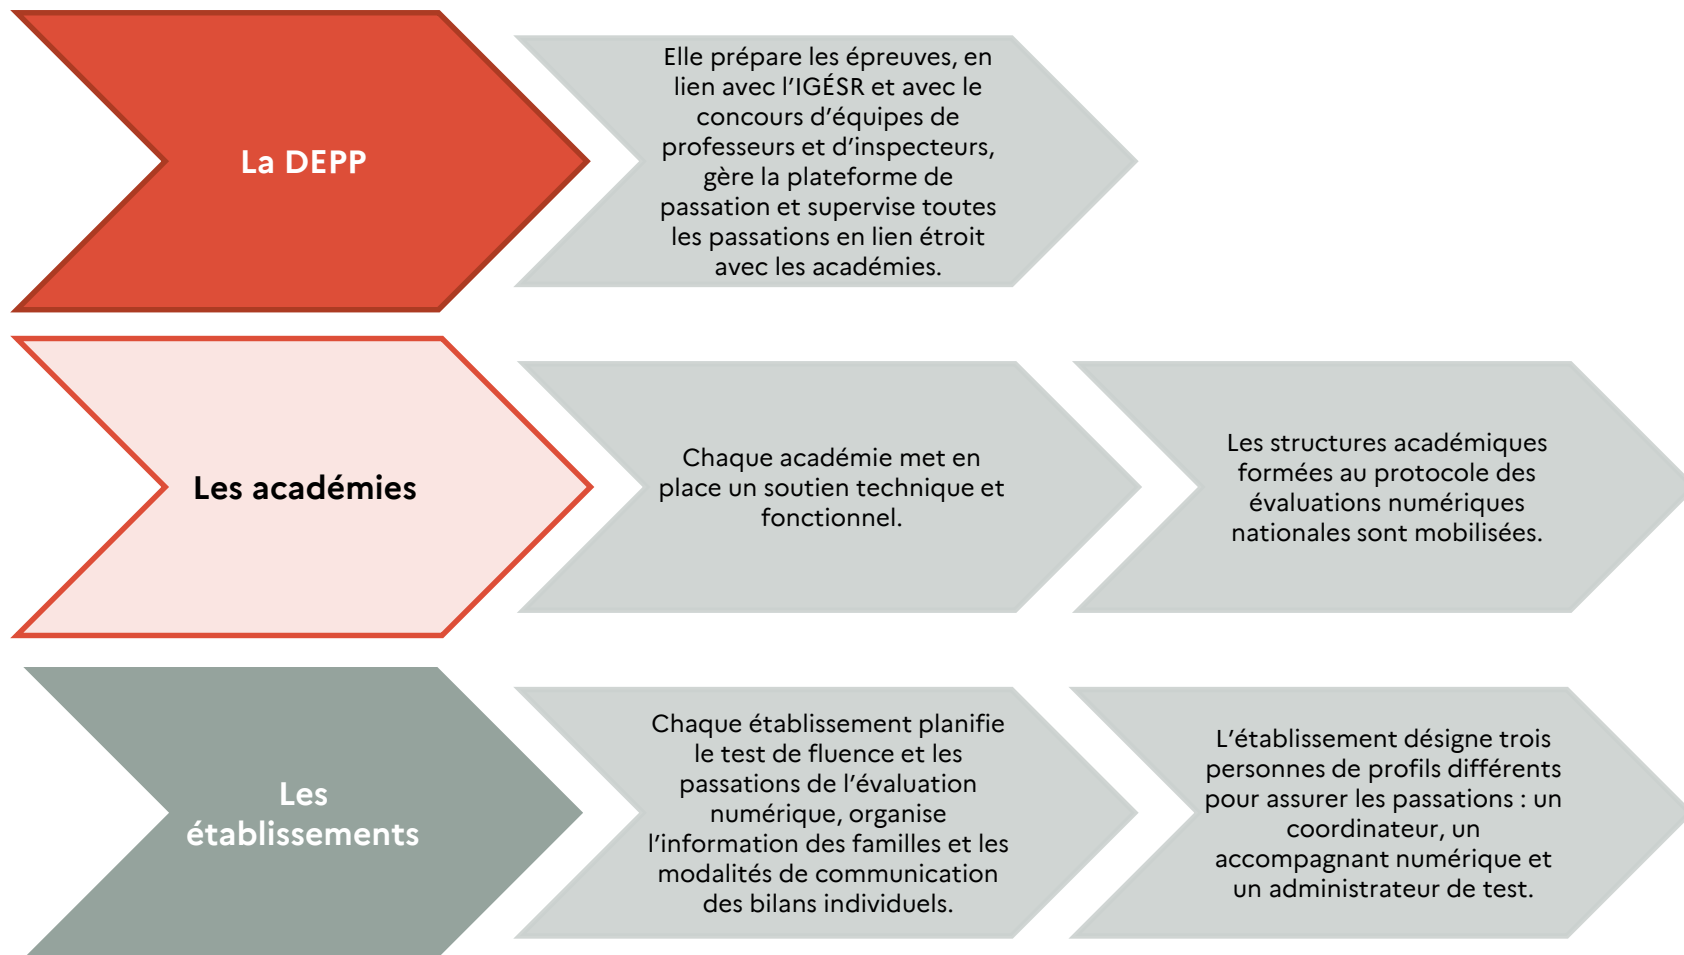 La DEPP
Elle prépare les épreuves, en
lien avec l'IGÉSR et avec le
concours d'équipes de
professeurs et d'inspecteurs,
gère la plateforme de
passation et supervise toutes
les passations en lien étroit
avec les académies.
Les académies
Chaque académie met en
place un soutien technique et
fonctionnel.
Les structures académiques
formées au protocole des
évaluations numériques
nationales sont mobilisées.
Les
établissements
Chaque établissement planifie
le test de fluence et les
passations de l'évaluation
numérique, organise
l'information des familles et les
modalités de communication
des bilans individuels.
L'établissement désigne trois
personnes de profils différents
pour assurer les passations : un
coordinateur, un
accompagnant numérique et
un administrateur de test.